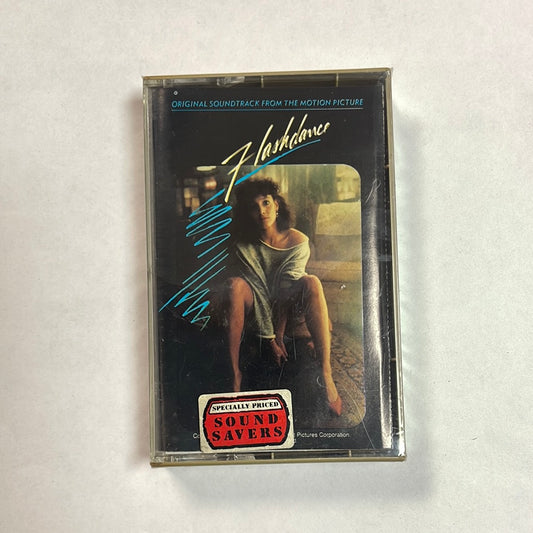 ORIGINAL SOUNDTRACK FROM THE MOTION PICTURE
Flashdance
SPECIALLY PRICED
SOUND
SAVERS
Pictures Corporation.